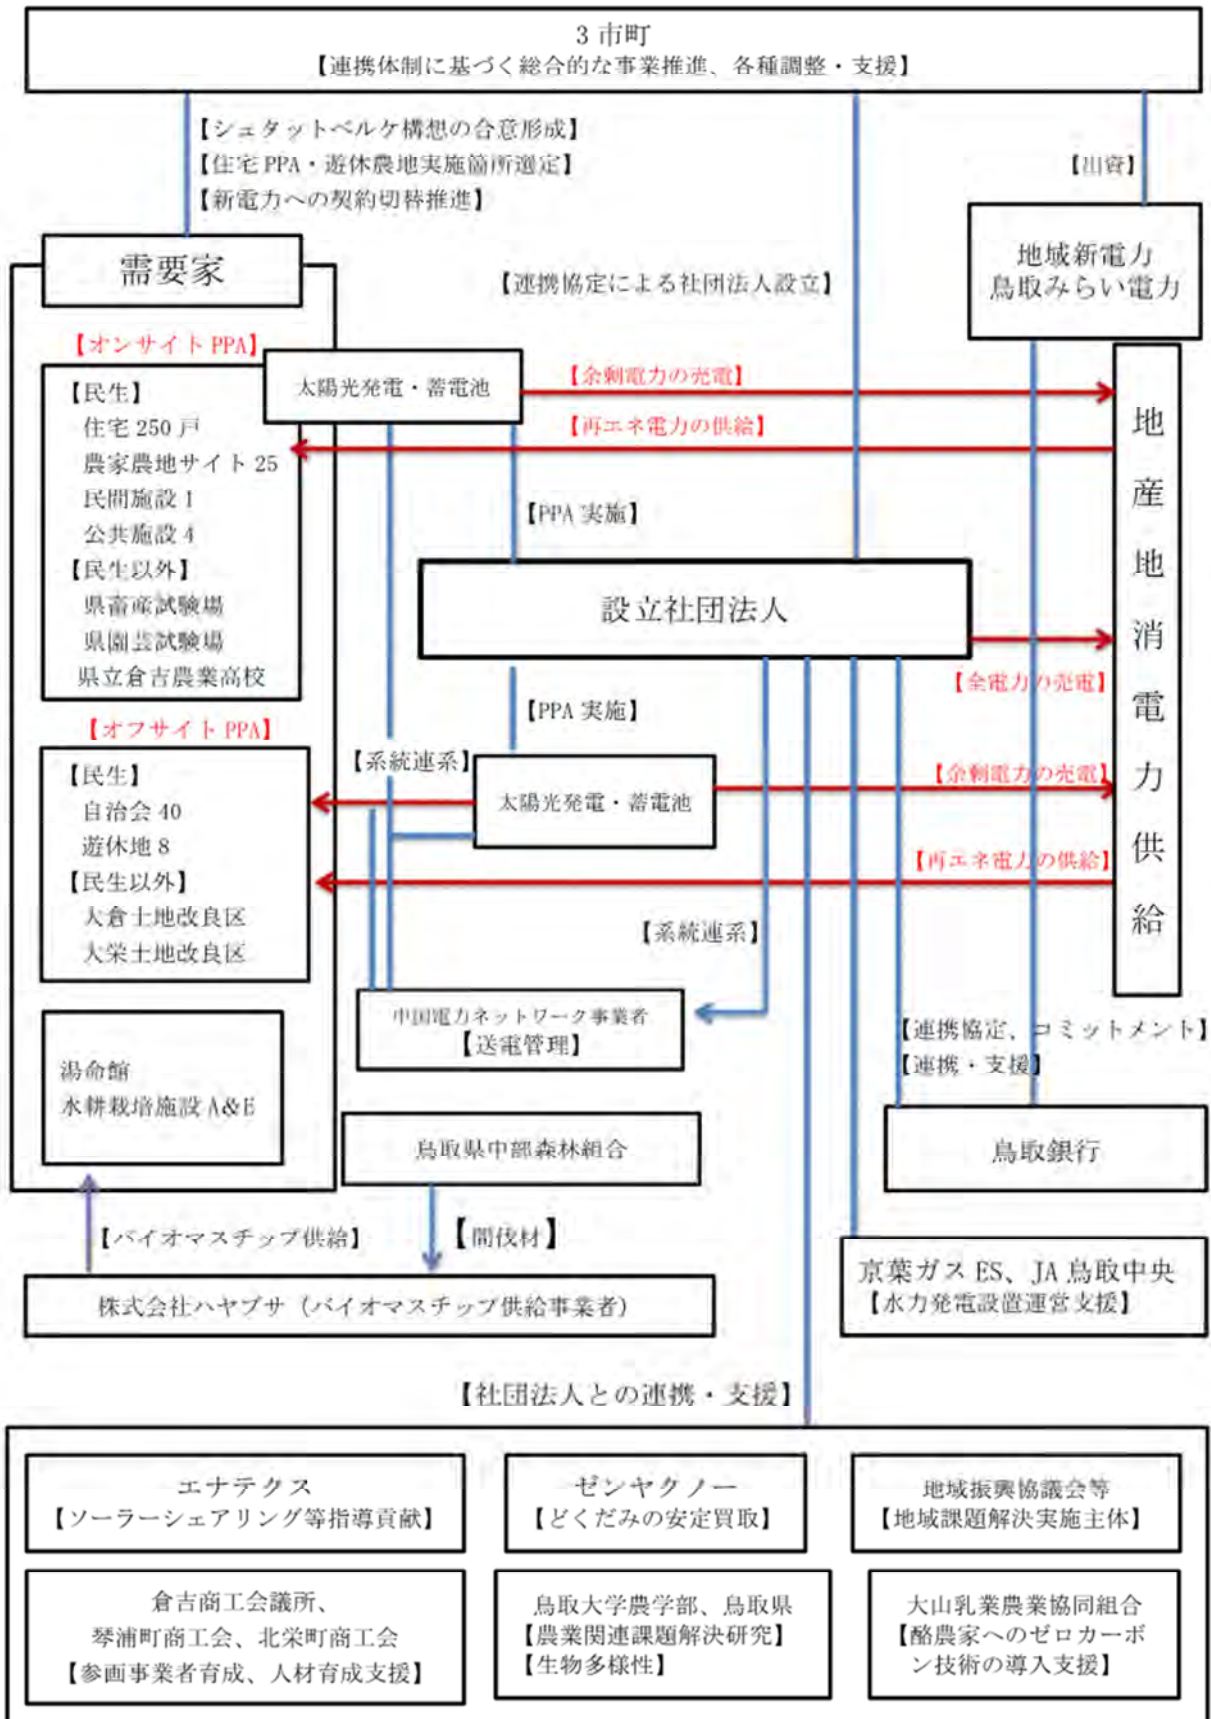 3 市町
【連携体制に基づく総合的な事業推進、各種調整・支援】
【シュタットベルケ構想の合意形成】
【住宅 PPA・遊休農地実施箇所選定】
【新電力への契約切替推進】
【出資】
需要家
【連携協定による社団法人設立】
地域新電力
鳥取みらい電力
【オンサイト PPA】
【民生】
住宅 250 戸
農家農地サイト 25
民間施設 1
公共施設 4
【民生以外】
県畜産試験場
県園芸試験場
県立倉吉農業高校
太陽光発電・蓄電池
【余剰電力の売電】
【再エネ電力の供給】
地産地消電力供給
【PPA 実施】
設立社団法人
【全電力の売電】
【PPA 実施】
【オフサイト PPA】
【民生】
自治会 40
遊休地 8
【民生以外】
大倉土地改良区
大栄土地改良区
【系統連系】
太陽光発電・蓄電池
【余剰電力の売電】
【再エネ電力の供給】
【系統連系】
中国電力ネットワーク事業者
【送電管理】
【連携協定、コミットメント】
【連携・支援】
湯命館
水耕栽培施設 A&E
鳥取県中部森林組合
鳥取銀行
【バイオマスチップ供給】
【間伐材】
株式会社ハヤブサ（バイオマスチップ供給事業者）
京葉ガス ES、JA 鳥取中央
【水力発電設置運営支援】
【社団法人との連携・支援】
エナテクス
【ソーラーシェアリング等指導貢献】
ゼンヤクノー
【どくだみの安定買取】
地域振興協議会等
【地域課題解決実施主体】
倉吉商工会議所、
琴浦町商工会、北栄町商工会
【参画事業者育成、人材育成支援】
鳥取大学農学部、鳥取県
【農業関連課題解決研究】
【生物多様性】
大山乳業農業協同組合
【酪農家へのゼロカーボ
ン技術の導入支援】